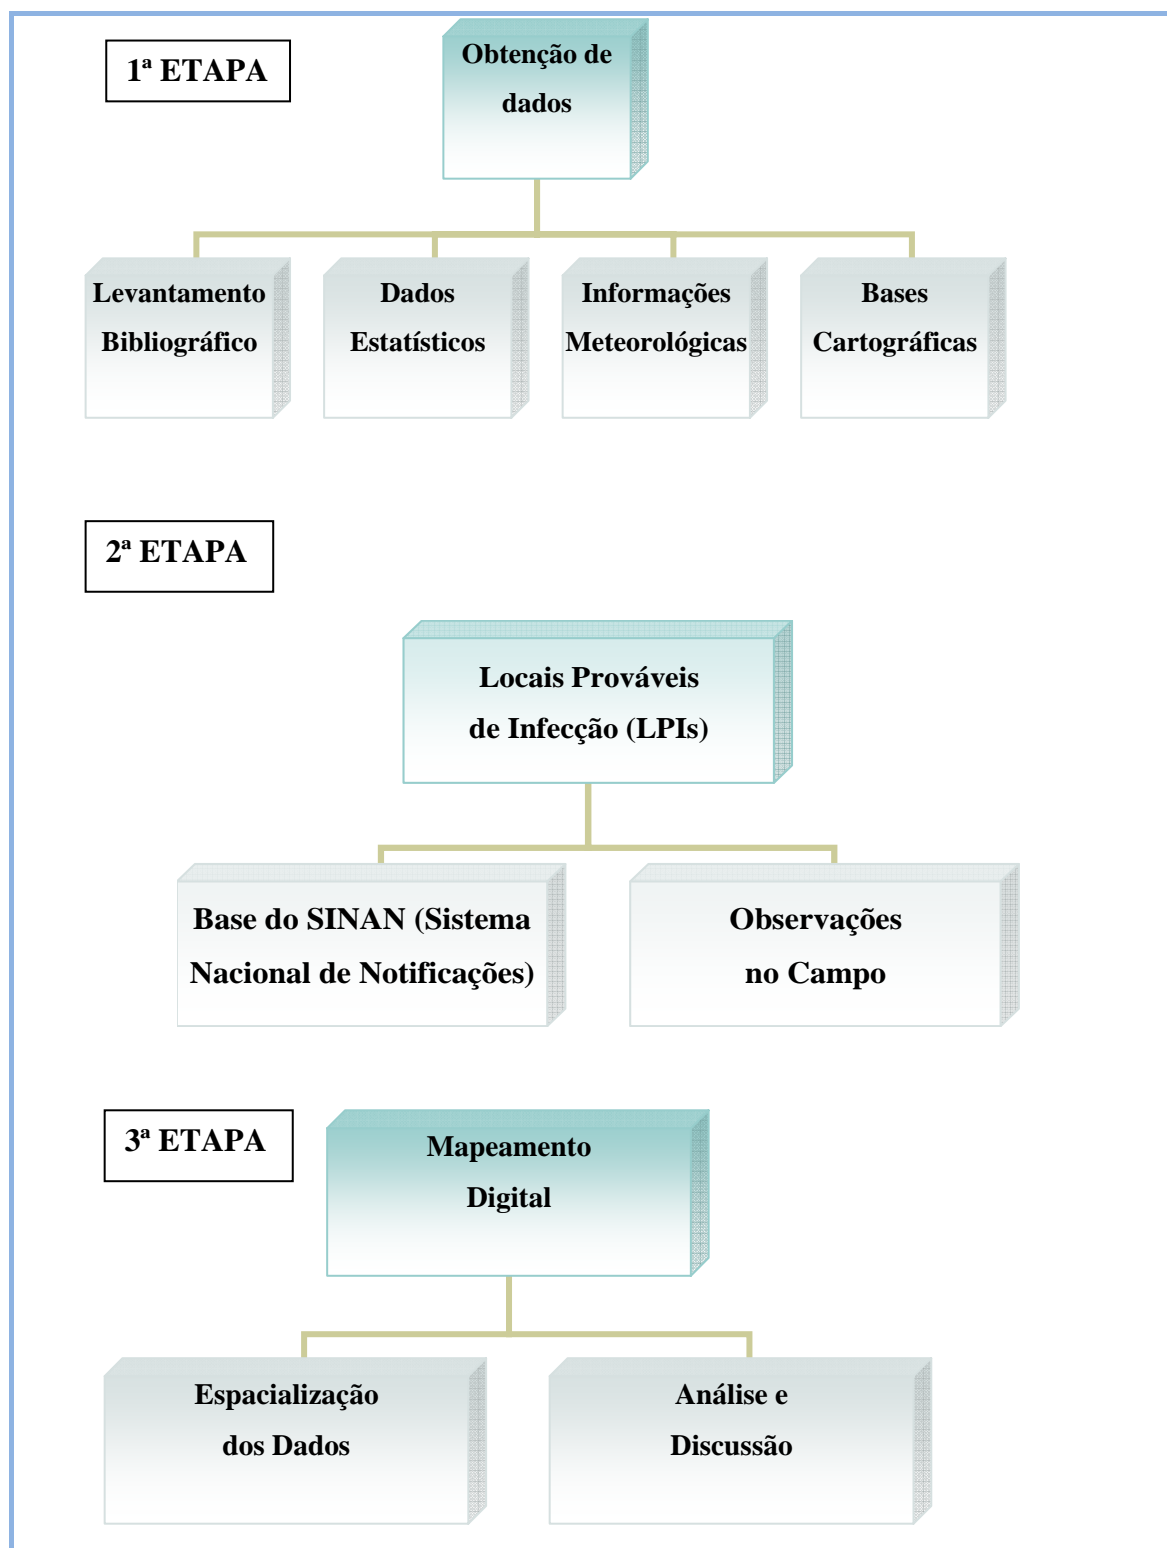 1ª ETAPA
Obtenção de
dados
Levantamento
Bibliográfico
Dados
Estatísticos
Informações
Meteorológicas
Bases
Cartográficas
2ª ETAPA
Locais Prováveis
de Infecção (LPIs)
Base do SINAN (Sistema
Nacional de Notificações)
Observações
no Campo
3ª ETAPA
Mapeamento
Digital
Espacialização
dos Dados
Análise e
Discussão